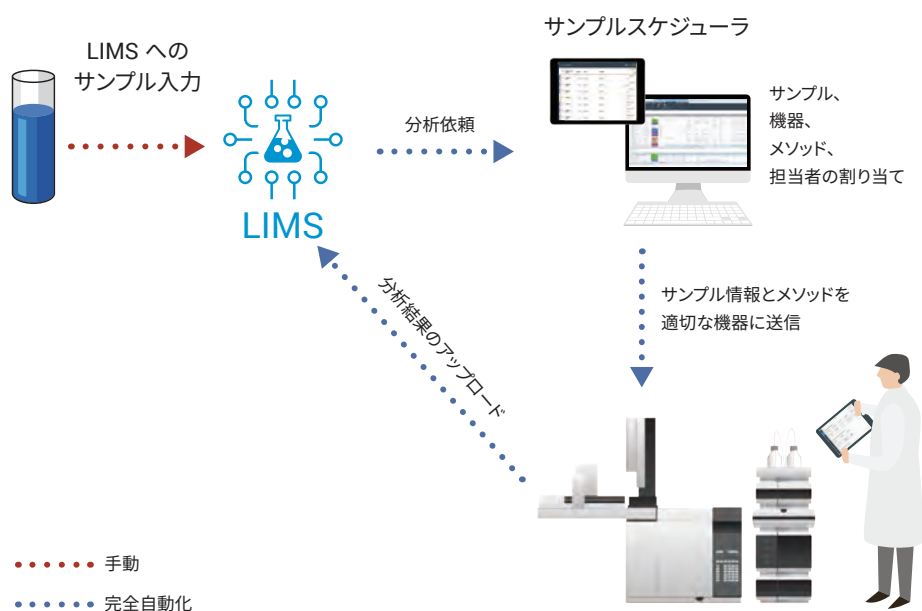 サンプルスケジューラ
LIMS への
サンプル入力
LIMS
分析依頼
サンプル、
機器、
メソッド、
担当者の割り当て
サンプル情報とメソッドを
適切な機器に送信
分析結果のアップロード
手動
完全自動化